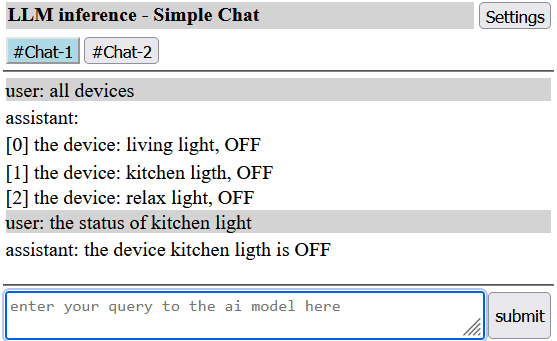 LLM inference - Simple Chat Settings
#Chat-1 #Chat-2
user: all devices
assistant:
[0] the device: living light, OFF
[1] the device: kitchen ligth, OFF
[2] the device: relax light, OFF
user: the status of kitchen light
assistant: the device kitchen ligth is OFF
enter your query to the ai model here
submit